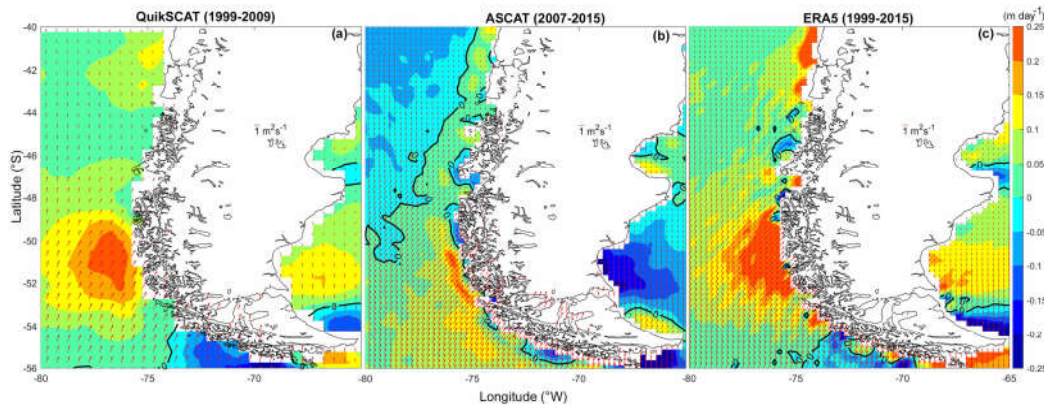 QuikSCAT (1999-2009)
ASCAT (2007-2015)
ERA5 (1999-2015)
(m day⁻¹)
(a)
(b)
(c)
Latitude (°S)
-40
-42
-44
-46
-48
-50
-52
-54
-56
1 m²s⁻¹
1 m²s⁻¹
1 m²s⁻¹
0.25
0.2
0.15
0.1
0.05
0
-0.05
-0.1
-0.15
-0.2
-0.25
-80
-75
-70
-80
-75
-70
-80
-75
-70
-65
Longitude (°W)